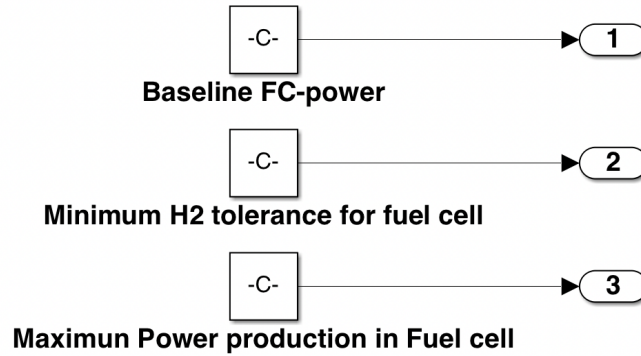 -C-
1
Baseline FC-power
-C-
2
Minimum H2 tolerance for fuel cell
-C-
3
Maximun Power production in Fuel cell